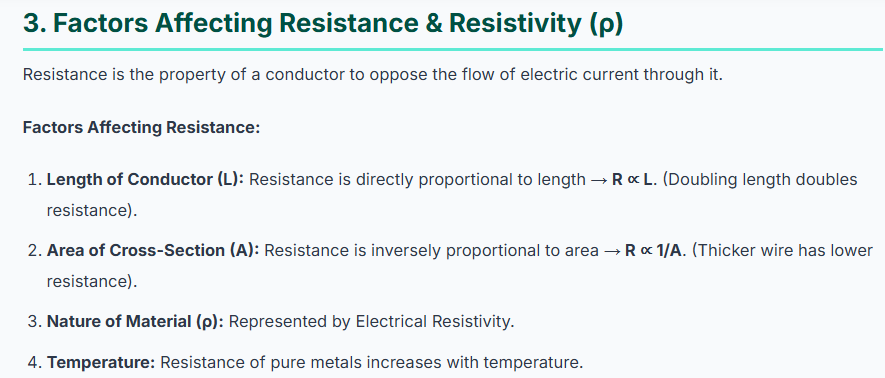 3. Factors Affecting Resistance & Resistivity (ρ)
Resistance is the property of a conductor to oppose the flow of electric current through it.
Factors Affecting Resistance:
1. Length of Conductor (L): Resistance is directly proportional to length → R ∝ L. (Doubling length doubles
resistance).
2. Area of Cross-Section (A): Resistance is inversely proportional to area → R ∝ 1/A. (Thicker wire has lower
resistance).
3. Nature of Material (ρ): Represented by Electrical Resistivity.
4. Temperature: Resistance of pure metals increases with temperature.